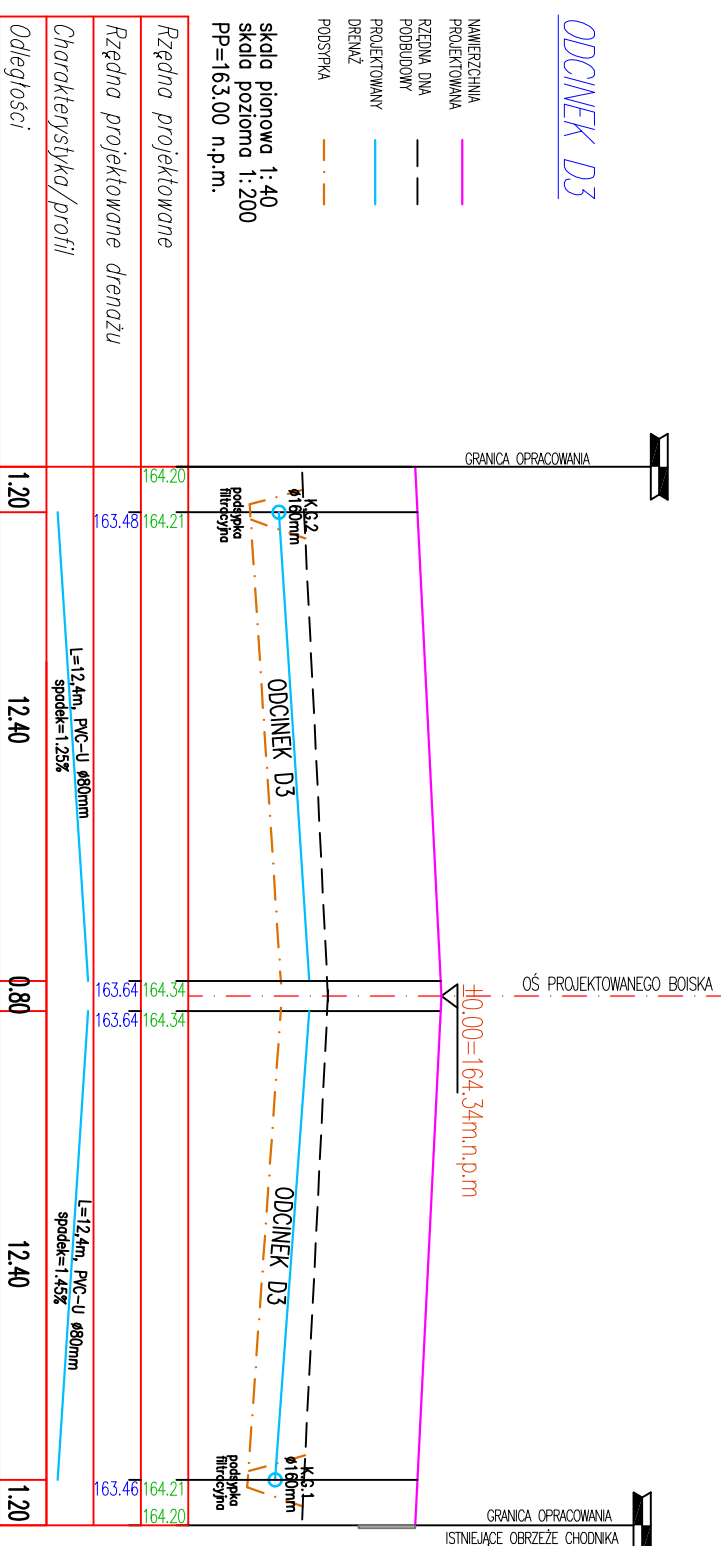 ODCINEK D3
NAWIERZCHNIA
PROJEKTOWANA
RZĘDNA DNA
PODBUDOWY
PROJEKTOWANY
DRENAŻ
PODSYPKA
skala pionowa 1:40
skala pozioma 1:200
PP=163.00 n.p.m.
GRANICA OPRACOWANIA
OŚ PROJEKTOWANEGO BOISKA
±0.00=164.34m.n.p.m
GRANICA OPRACOWANIA
ISTNIEJĄCE OBRZEŻE CHODNIKA
K.G.2
ø160mm
podsypka
filtracyjna
ODCINEK D3
ODCINEK D3
K.G.1
ø160mm
podsypka
filtracyjna
Rzędna projektowane
164.20 164.21 164.34 164.34 164.21 164.20
Rzędna projektowane drenażu
163.48 163.64 163.64 163.46
Charakterystyka/profil
L=12,4m, PVC-U ø80mm
spadek=1.25%
L=12,4m, PVC-U ø80mm
spadek=1.45%
Odległości
1.20 12.40 0.80 12.40 1.20